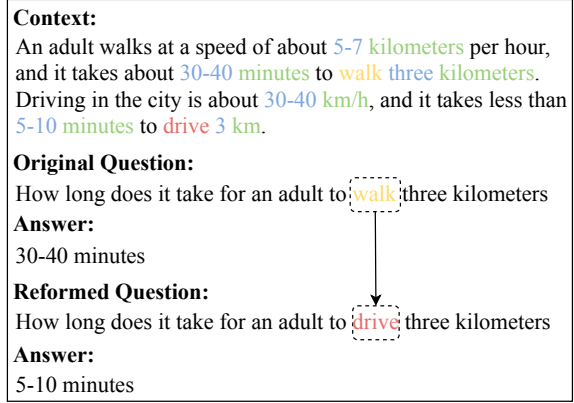 Context:
An adult walks at a speed of about 5-7 kilometers per hour,
and it takes about 30-40 minutes to walk three kilometers.
Driving in the city is about 30-40 km/h, and it takes less than
5-10 minutes to drive 3 km.
Original Question:
How long does it take for an adult to walk three kilometers
Answer:
30-40 minutes
Reformed Question:
How long does it take for an adult to drive three kilometers
Answer:
5-10 minutes